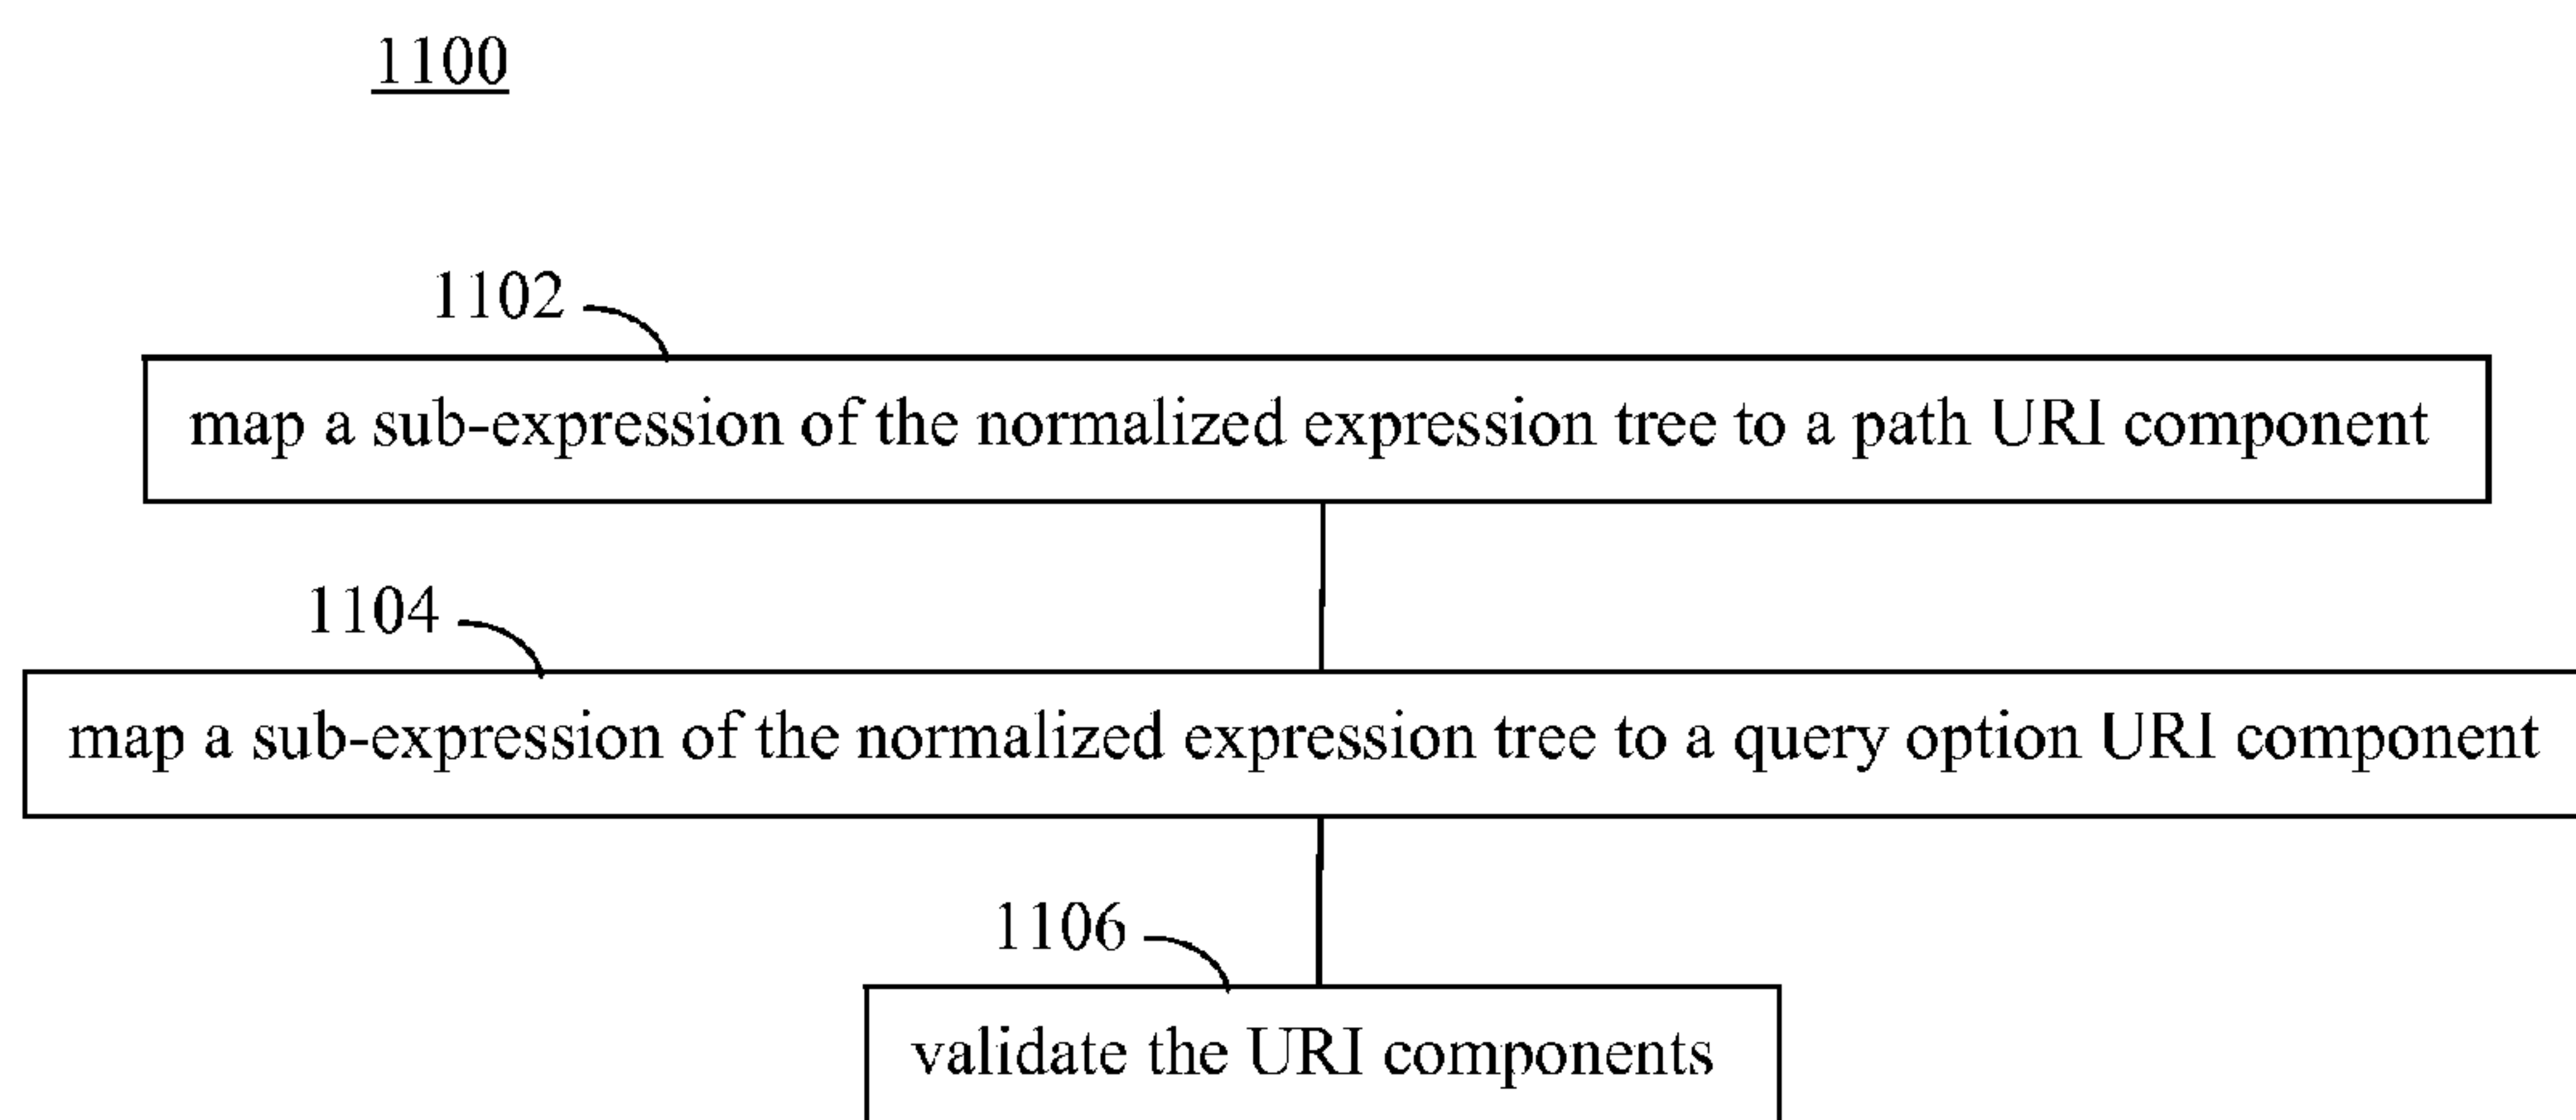 1100
1102
map a sub-expression of the normalized expression tree to a path URI component
1104
map a sub-expression of the normalized expression tree to a query option URI component
1106
validate the URI components